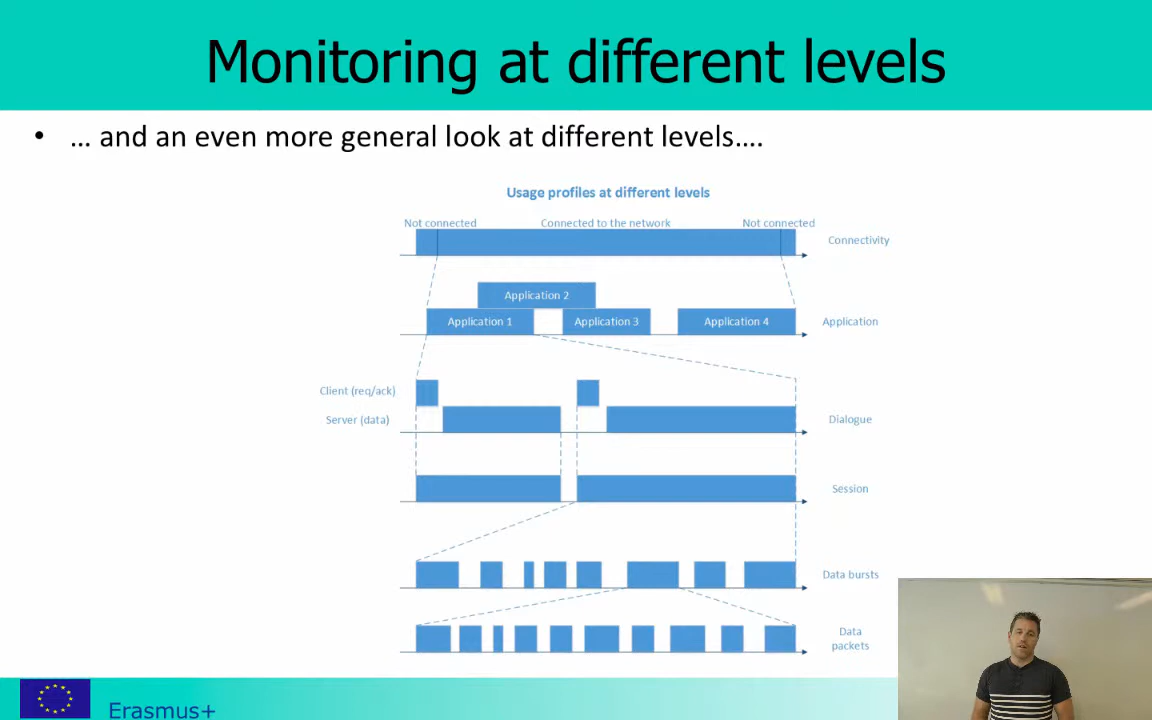 Monitoring at different levels
• ... and an even more general look at different levels....
Usage profiles at different levels
Not connected Connected to the network Not connected
Connectivity
Application 2
Application 1 Application 3 Application 4 Application
Client (req/ack)
Server (data) Dialogue
Session
Data bursts
Data
packets
Erasmus+